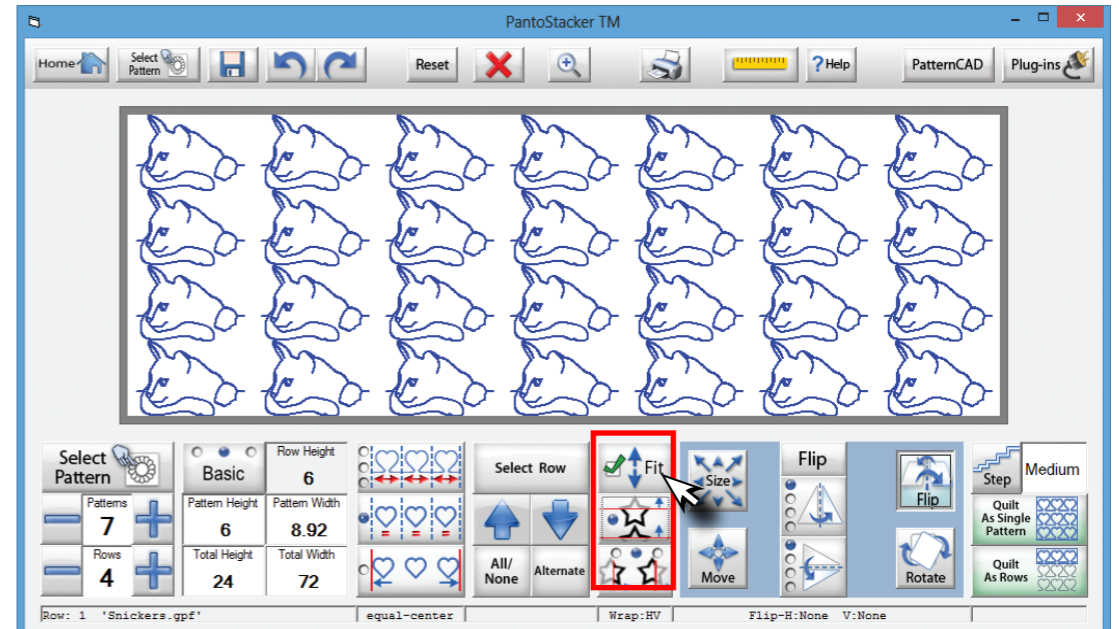 PantoStacker TM
Home
Select
Pattern
Reset
? Help
PatternCAD
Plug-ins
Select
Pattern
Basic
Row Height
6
Patterns
7
Pattern Height
6
Pattern Width
8.92
Rows
4
Total Height
24
Total Width
72
Select Row
All/
None
Alternate
Fit
Size
Move
Flip
Flip
Rotate
Step
Medium
Quilt
As Single
Pattern
Quilt
As Rows
Row: 1 'Snickers.gpf'
equal-center
Wrap:HV
Flip-H:None V:None